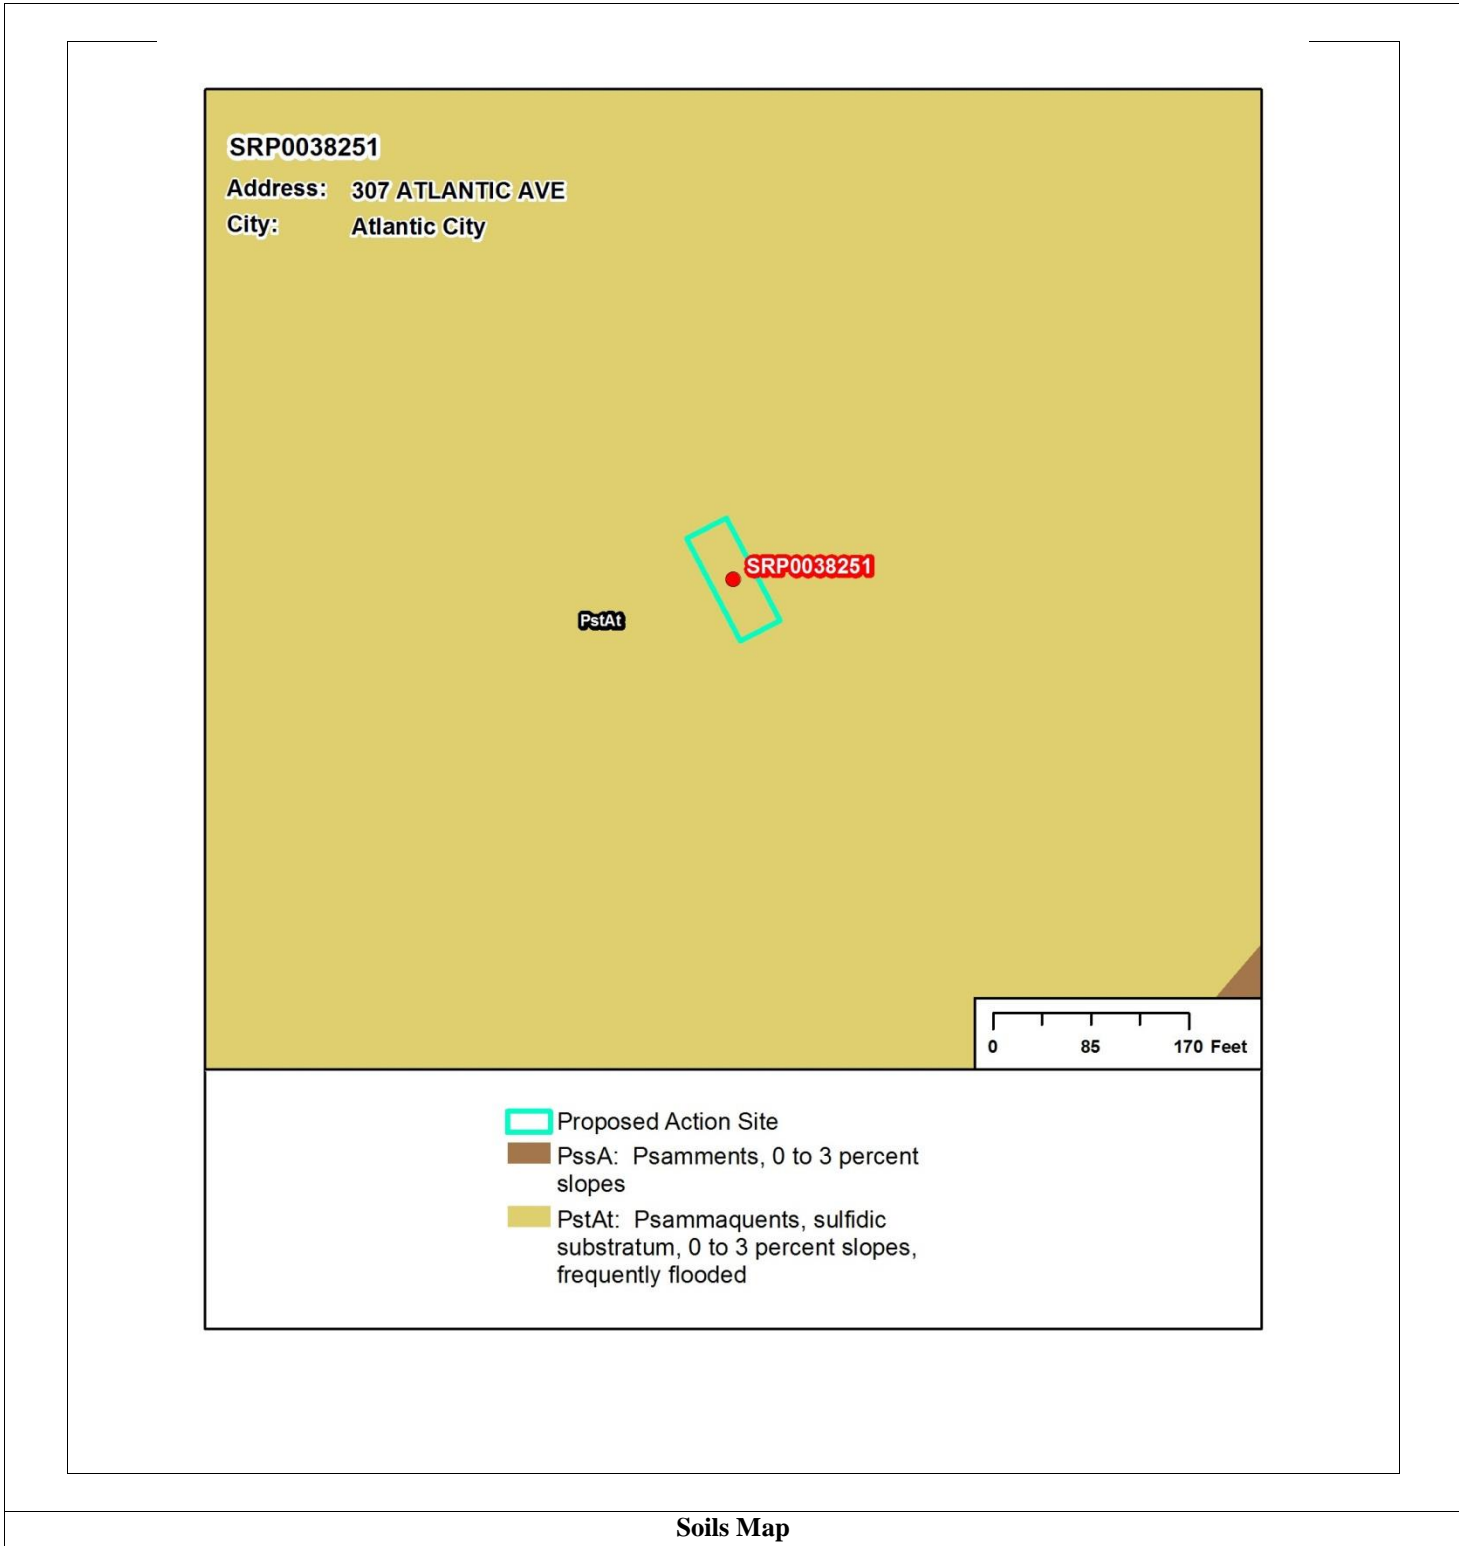 SRP0038251
Address: 307 ATLANTIC AVE
City: Atlantic City
SRP0038251
PstAt
0 85 170 Feet
Proposed Action Site
PssA: Psamments, 0 to 3 percent
slopes
PstAt: Psammaquents, sulfidic
substratum, 0 to 3 percent slopes,
frequently flooded
Soils Map